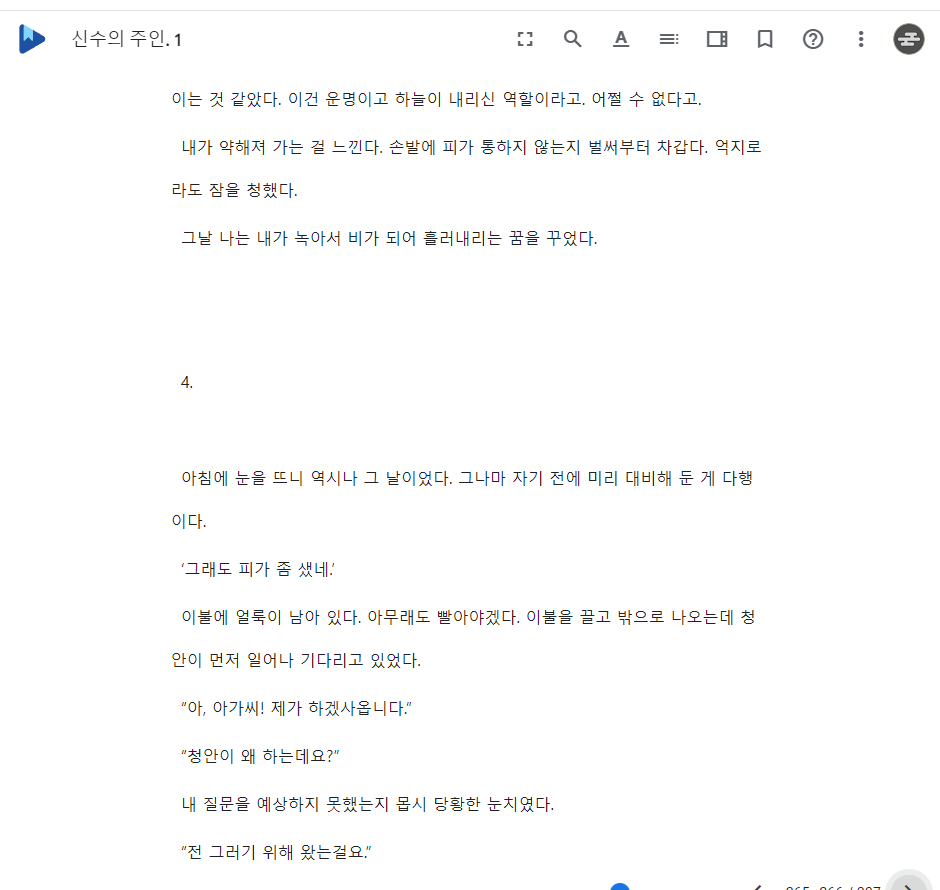 신수의 주인. 1
이는 것 같았다. 이건 운명이고 하늘이 내리신 역할이라고. 어쩔 수 없다고.
내가 약해져 가는 걸 느낀다. 손발에 피가 통하지 않는지 벌써부터 차갑다. 억지로
라도 잠을 청했다.
그날 나는 내가 녹아서 비가 되어 흘러내리는 꿈을 꾸었다.
4.
아침에 눈을 뜨니 역시나 그 날이었다. 그나마 자기 전에 미리 대비해 둔 게 다행
이다.
‘그래도 피가 좀 샜네.’
이불에 얼룩이 남아 있다. 아무래도 빨아야겠다. 이불을 끌고 밖으로 나오는데 청
안이 먼저 일어나 기다리고 있었다.
“아, 아가씨! 제가 하겠사옵니다.”
“청안이 왜 하는데요?”
내 질문을 예상하지 못했는지 몹시 당황한 눈치였다.
“전 그러기 위해 왔는걸요.”